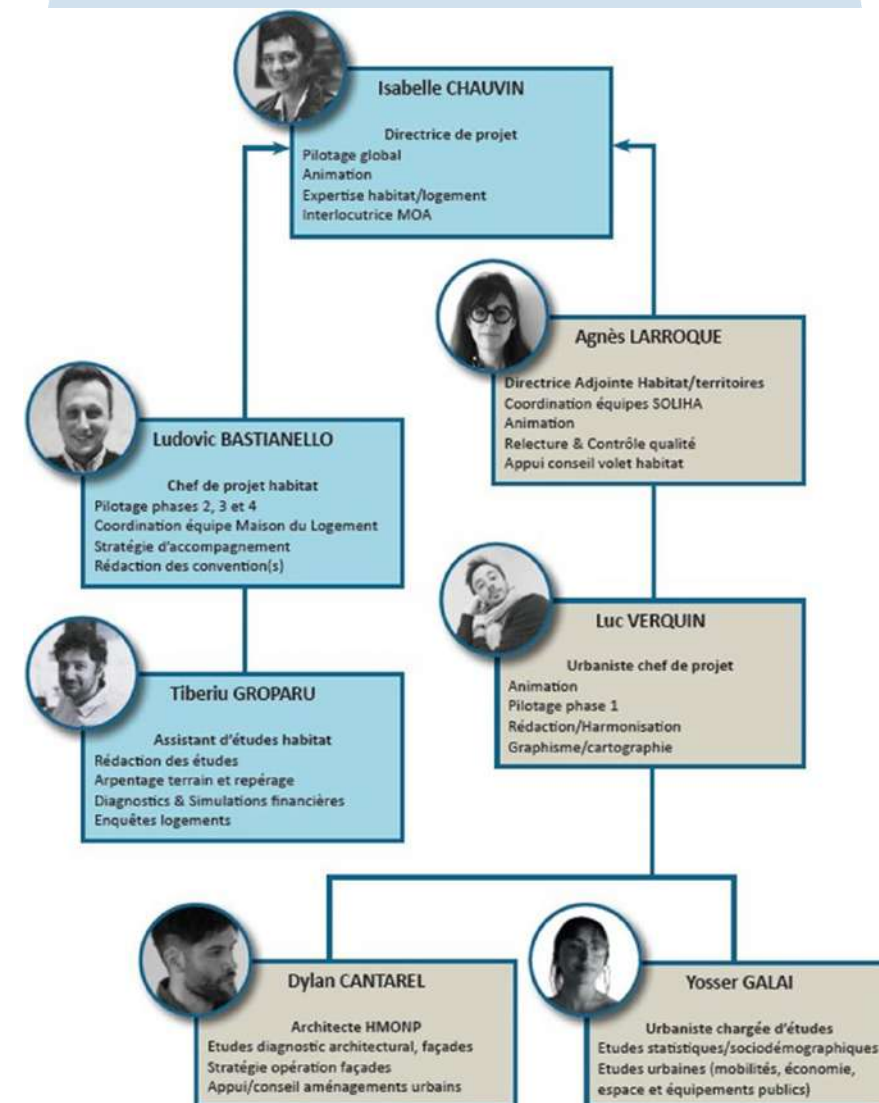 Isabelle CHAUVIN
Directrice de projet
Pilotage global
Animation
Expertise habitat/logement
Interlocutrice MOA
Agnès LARROQUE
Directrice Adjointe Habitat/territoires
Coordination équipes SOLIHA
Animation
Relecture & Contrôle qualité
Appui conseil volet habitat
Ludovic BASTIANELLO
Chef de projet habitat
Pilotage phases 2, 3 et 4
Coordination équipe Maison du Logement
Stratégie d'accompagnement
Rédaction des convention(s)
Luc VERQUIN
Urbaniste chef de projet
Animation
Pilotage phase 1
Rédaction/Harmonisation
Graphisme/cartographie
Tiberiu GROPARU
Assistant d'études habitat
Rédaction des études
Arpentage terrain et repérage
Diagnostics & Simulations financières
Enquêtes logements
Dylan CANTAREL
Architecte HMONP
Etudes diagnostic architectural, façades
Stratégie opération façades
Appui/conseil aménagements urbains
Yosser GALAI
Urbaniste chargée d'études
Etudes statistiques/sociodémographiques
Etudes urbaines (mobilités, économie,
espace et équipements publics)